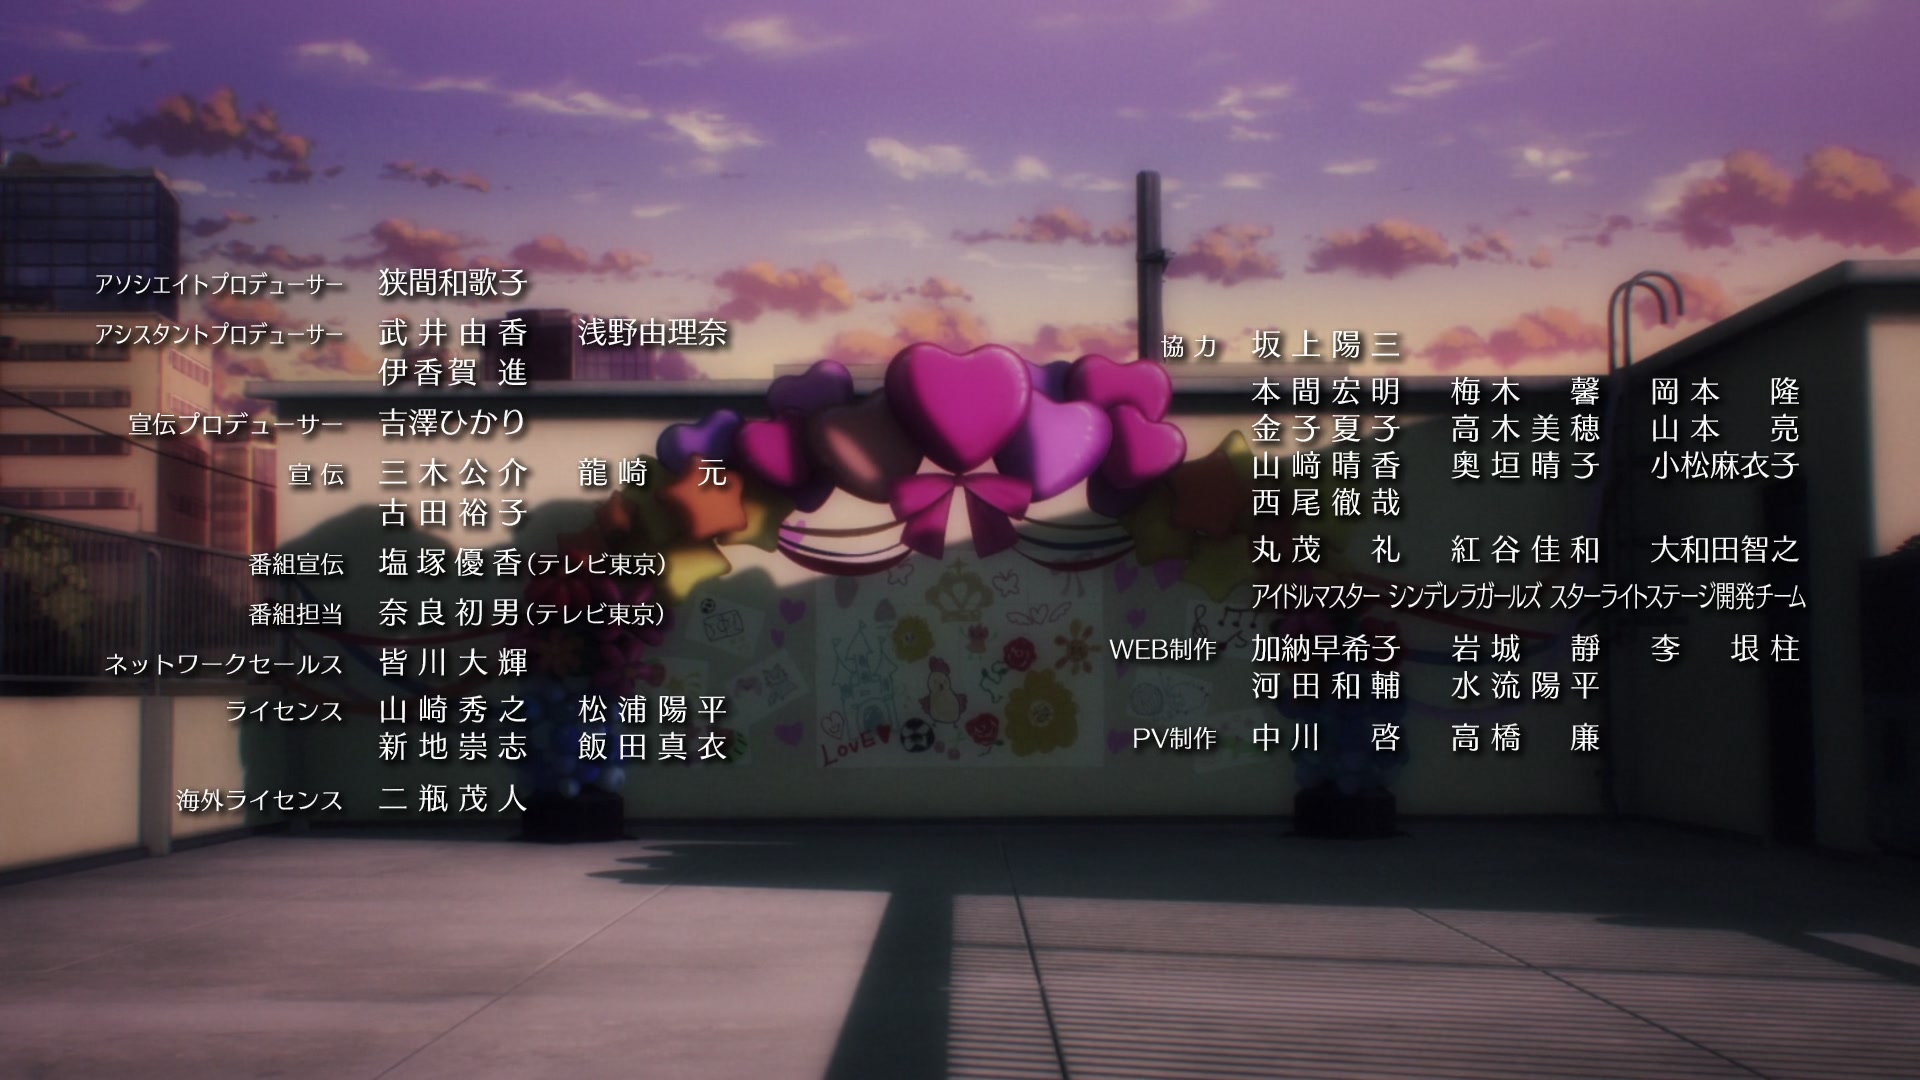 アソシエイトプロデューサー 狭間和歌子
アシスタントプロデューサー 武井由香 浅野由理奈
伊香賀 進
宣伝プロデューサー 吉澤ひかり
宣伝 三木公介 龍崎 元
古田裕子
番組宣伝 塩塚優香(テレビ東京)
番組担当 奈良初男(テレビ東京)
ネットワークセールス 皆川大輝
ライセンス 山崎秀之 松浦陽平
新地崇志 飯田真衣
海外ライセンス 二瓶茂人
協力 坂上陽三
本間宏明 梅木 馨 岡本 隆
金子夏子 高木美穂 山本 亮
山﨑晴香 奥垣晴子 小松麻衣子
西尾徹哉
丸茂 礼 紅谷佳和 大和田智之
アイドルマスター シンデレラガールズ スターライトステージ開発チーム
WEB制作 加納早希子 岩城 靜 李 垠柱
河田和輔 水流陽平
PV制作 中川 啓 高橋 廉
LOVE♥